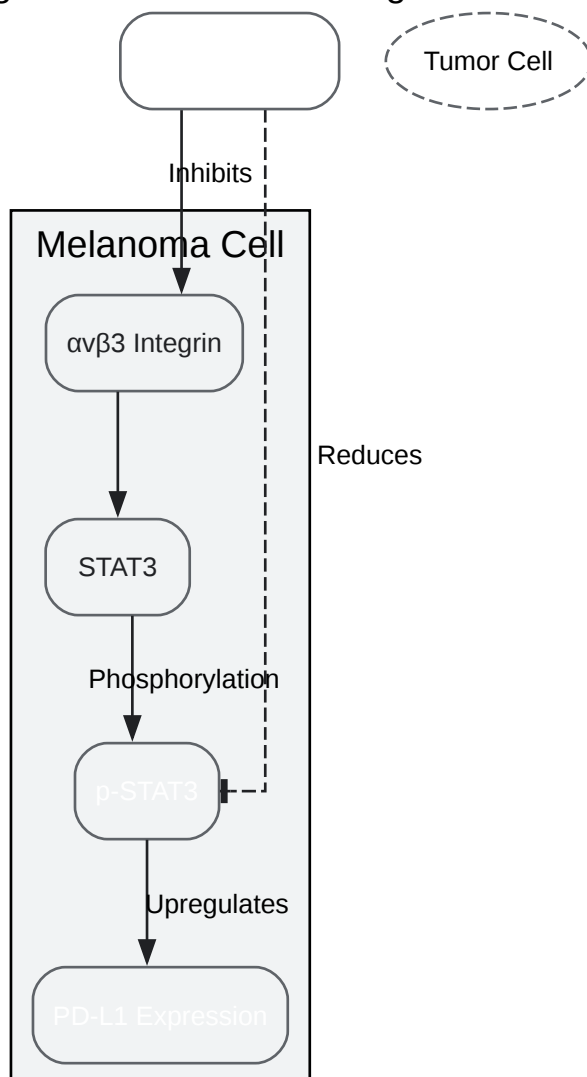 Tumor Cell
Inhibits
Melanoma Cell
αvβ3 Integrin
Reduces
STAT3
Phosphorylation
p-STAT3
Upregulates
PD-L1 Expression